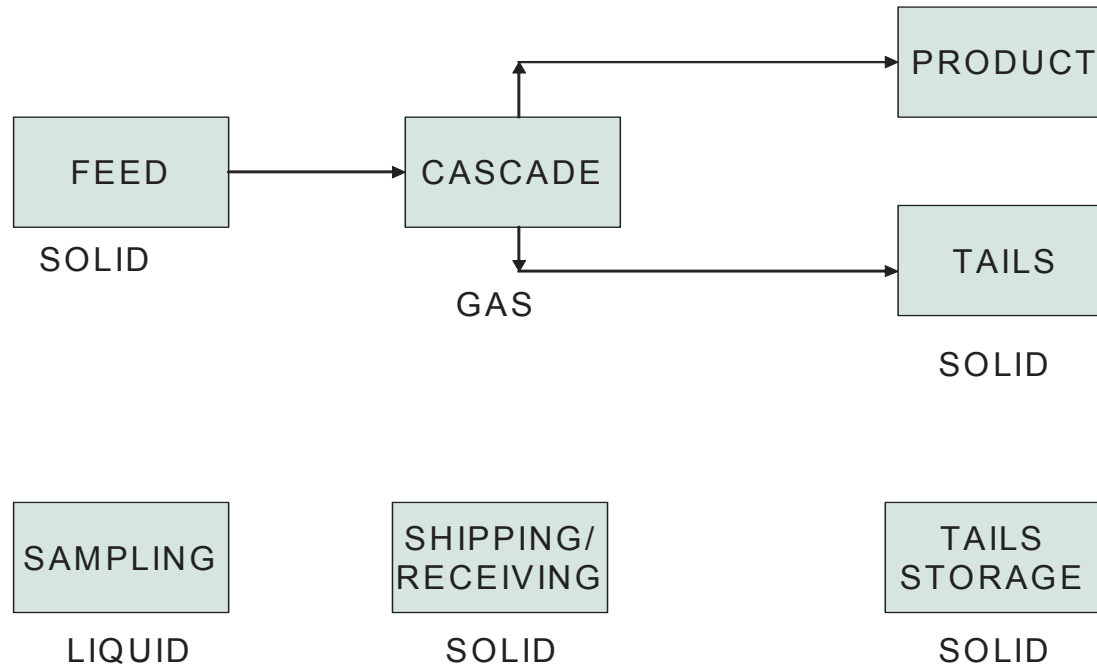 PRODUCT
FEED
CASCADE
SOLID
TAILS
GAS
SOLID
SAMPLING
SHIPPING/
RECEIVING
TAILS
STORAGE
LIQUID
SOLID
SOLID